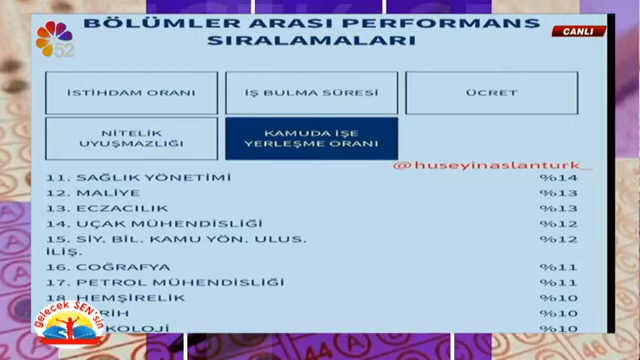 BÖLÜMLER ARASI PERFORMANS
SIRALAMALARI
52
CANLI
İSTİHDAM ORANI
İŞ BULMA SÜRESİ
ÜCRET
NİTELİK
UYUŞMAZLIĞI
KAMUDA İŞE
YERLEŞME ORANI
@huseyinaslanturk_
11. SAĞLIK YÖNETİMİ %14
12. MALİYE %13
13. ECZACILIK %13
14. UÇAK MÜHENDİSLİĞİ %12
15. SİY. BİL. KAMU YÖN. ULUS. %12
İLİŞ.
16. COĞRAFYA %11
17. PETROL MÜHENDİSLİĞİ %11
18. HEMŞİRELİK %10
%10
%10
gelecek SEN'sin
44
46